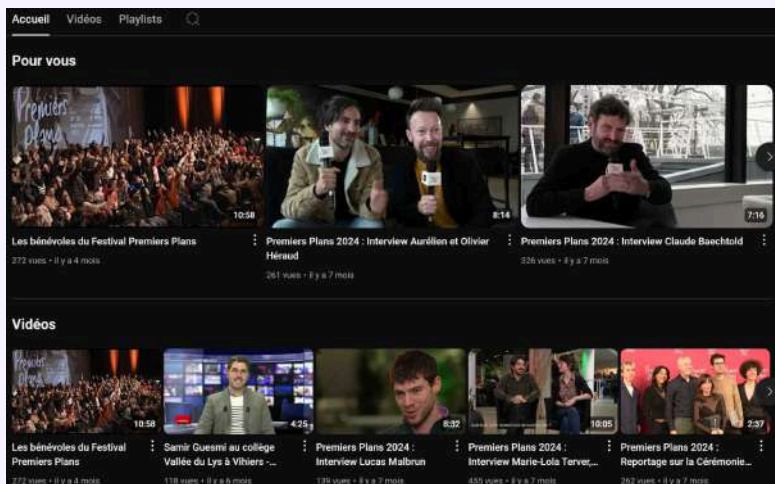 Accueil Vidéos Playlists
Pour vous
Premiers
Plans
10:58
8:14
7:16
Les bénévoles du Festival Premiers Plans
272 vues • il y a 4 mois
Premiers Plans 2024 : Interview Aurélien et Olivier
Héraud
261 vues • il y a 7 mois
Premiers Plans 2024 : Interview Claude Baechtold
326 vues • il y a 7 mois
Vidéos
Premiers
Plans
10:58
4:25
8:32
10:05
2:37
Les bénévoles du Festival
Premiers Plans
272 vues • il y a 4 mois
Samir Guesmi au collège
Vallée du Lys à Vihiers -...
118 vues • il y a 6 mois
Premiers Plans 2024 :
Interview Lucas Malbrun
139 vues • il y a 7 mois
Premiers Plans 2024 :
Interview Marie-Lola Terver,...
455 vues • il y a 7 mois
Premiers Plans 2024 :
Reportage sur la Cérémonie...
262 vues • il y a 7 mois